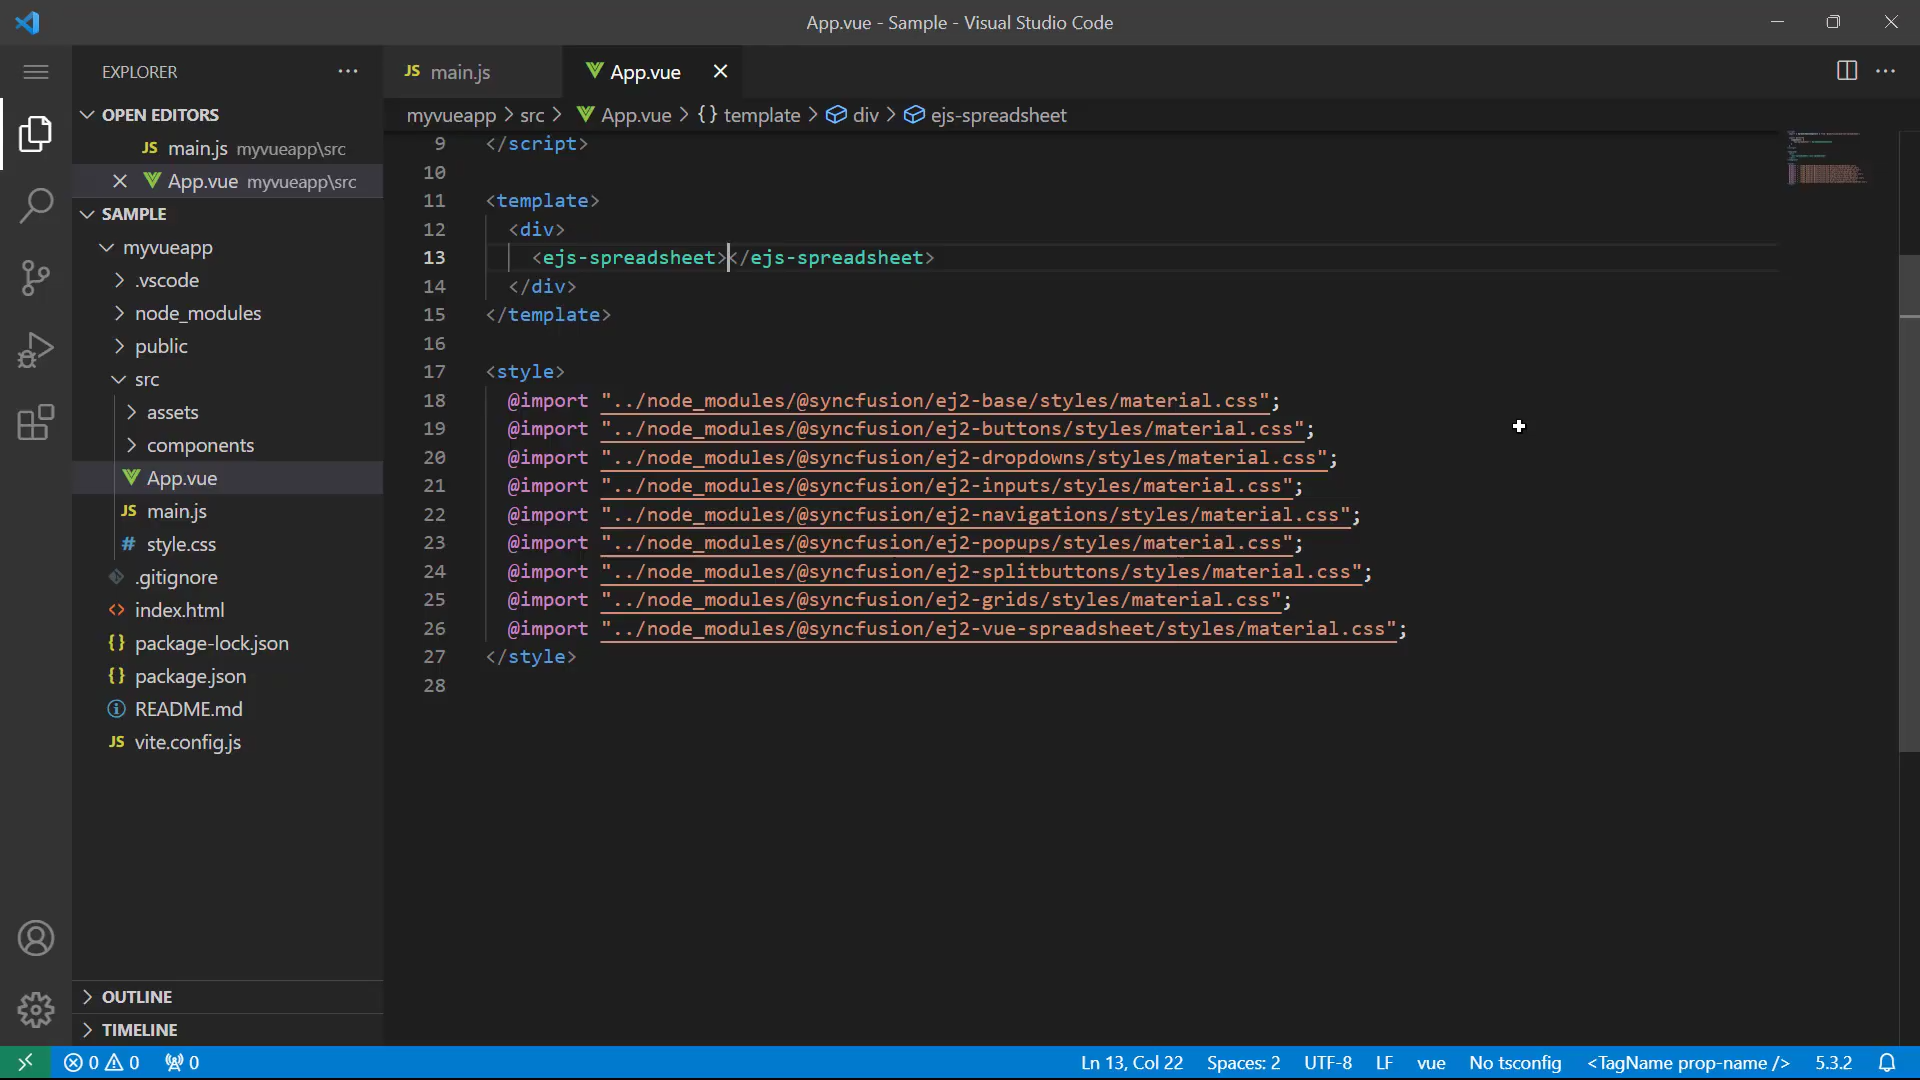 App.vue - Sample - Visual Studio Code
EXPLORER
JS main.js
App.vue
OPEN EDITORS
JS main.js myvueapp\src
App.vue myvueapp\src
SAMPLE
myvueapp
.vscode
node_modules
public
src
assets
components
App.vue
JS main.js
# style.css
.gitignore
<> index.html
{} package-lock.json
{} package.json
README.md
JS vite.config.js
OUTLINE
TIMELINE
myvueapp > src > App.vue > {} template > div > ejs-spreadsheet
9 </script>
10
11 <template>
12 <div>
13 <ejs-spreadsheet></ejs-spreadsheet>
14 </div>
15 </template>
16
17 <style>
18 @import "../node_modules/@syncfusion/ej2-base/styles/material.css";
19 @import "../node_modules/@syncfusion/ej2-buttons/styles/material.css";
20 @import "../node_modules/@syncfusion/ej2-dropdowns/styles/material.css";
21 @import "../node_modules/@syncfusion/ej2-inputs/styles/material.css";
22 @import "../node_modules/@syncfusion/ej2-navigations/styles/material.css";
23 @import "../node_modules/@syncfusion/ej2-popups/styles/material.css";
24 @import "../node_modules/@syncfusion/ej2-splitbuttons/styles/material.css";
25 @import "../node_modules/@syncfusion/ej2-grids/styles/material.css";
26 @import "../node_modules/@syncfusion/ej2-vue-spreadsheet/styles/material.css";
27 </style>
28
0 0 0 Ln 13, Col 22 Spaces: 2 UTF-8 LF vue No tsconfig <TagName prop-name /> 5.3.2